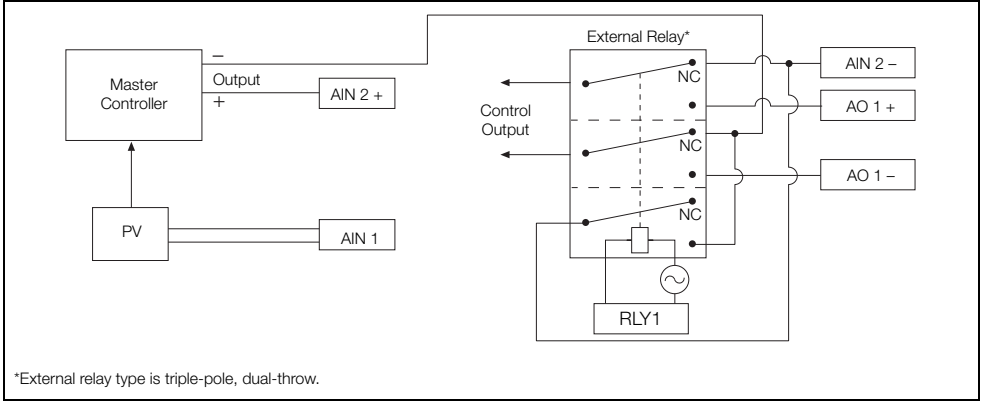 External Relay*
Master
Controller
–
Output
+
AIN 2 +
Control
Output
NC
NC
NC
AIN 2 –
AO 1 +
AO 1 –
PV
AIN 1
RLY1
*External relay type is triple-pole, dual-throw.